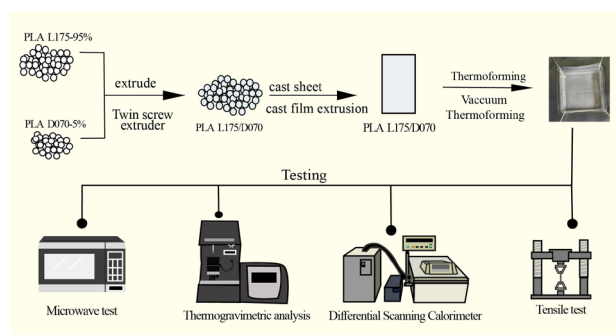 PLA L175-95%
PLA D070-5%
extrude
Twin screw
extruder
PLA L175/D070
cast sheet
cast film extrusion
PLA L175/D070
Thermoforming
Vaccuum
Thermoforming
Testing
Microwave test
Thermogravimetric analysis
Differential Scanning Calorimeter
Tensile test